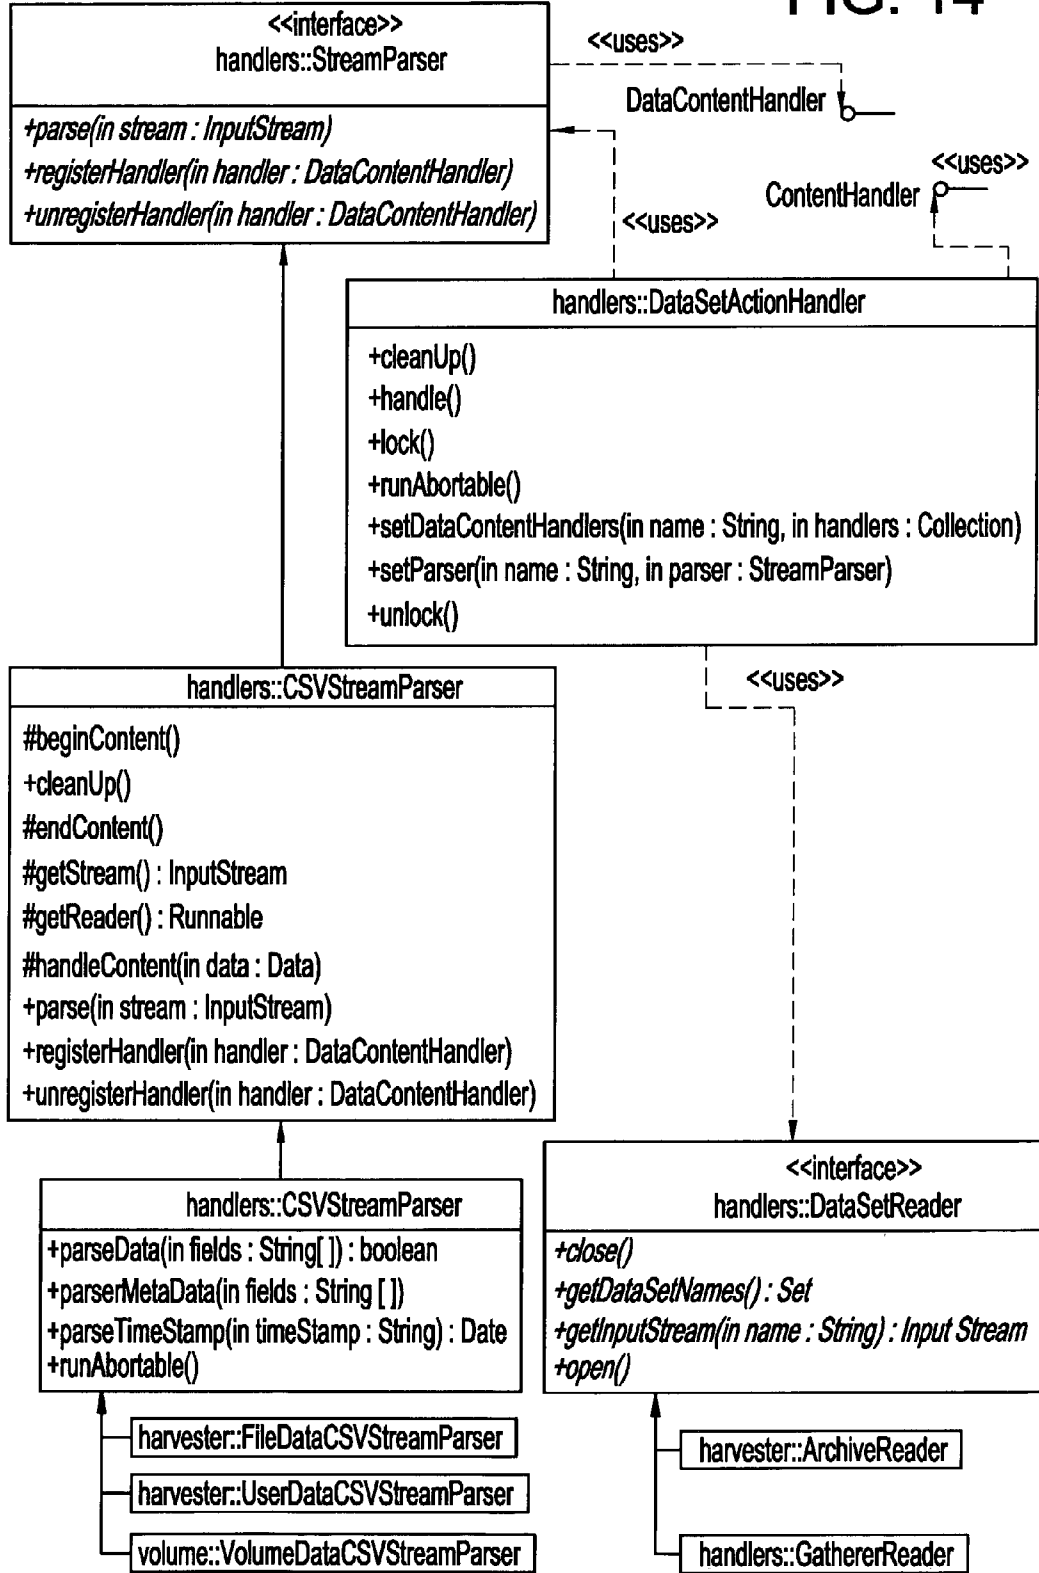 FIG. 14
<<interface>>
handlers::StreamParser
+parse(in stream : InputStream)
+registerHandler(in handler : DataContentHandler)
+unregisterHandler(in handler : DataContentHandler)
<<uses>>
DataContentHandler
<<uses>>
ContentHandler
<<uses>>
handlers::DataSetActionHandler
+cleanUp()
+handle()
+lock()
+runAbortable()
+setDataContentHandlers(in name : String, in handlers : Collection)
+setParser(in name : String, in parser : StreamParser)
+unlock()
<<uses>>
handlers::CSVStreamParser
#beginContent()
+cleanUp()
#endContent()
#getStream() : InputStream
#getReader() : Runnable
#handleContent(in data : Data)
+parse(in stream : InputStream)
+registerHandler(in handler : DataContentHandler)
+unregisterHandler(in handler : DataContentHandler)
handlers::CSVStreamParser
+parseData(in fields : String[ ]) : boolean
+parserMetaData(in fields : String [ ])
+parseTimeStamp(in timeStamp : String) : Date
+runAbortable()
harvester::FileDataCSVStreamParser
harvester::UserDataCSVStreamParser
volume::VolumeDataCSVStreamParser
<<interface>>
handlers::DataSetReader
+close()
+getDataSetNames() : Set
+getInputStream(in name : String) : Input Stream
+open()
harvester::ArchiveReader
handlers::GathererReader